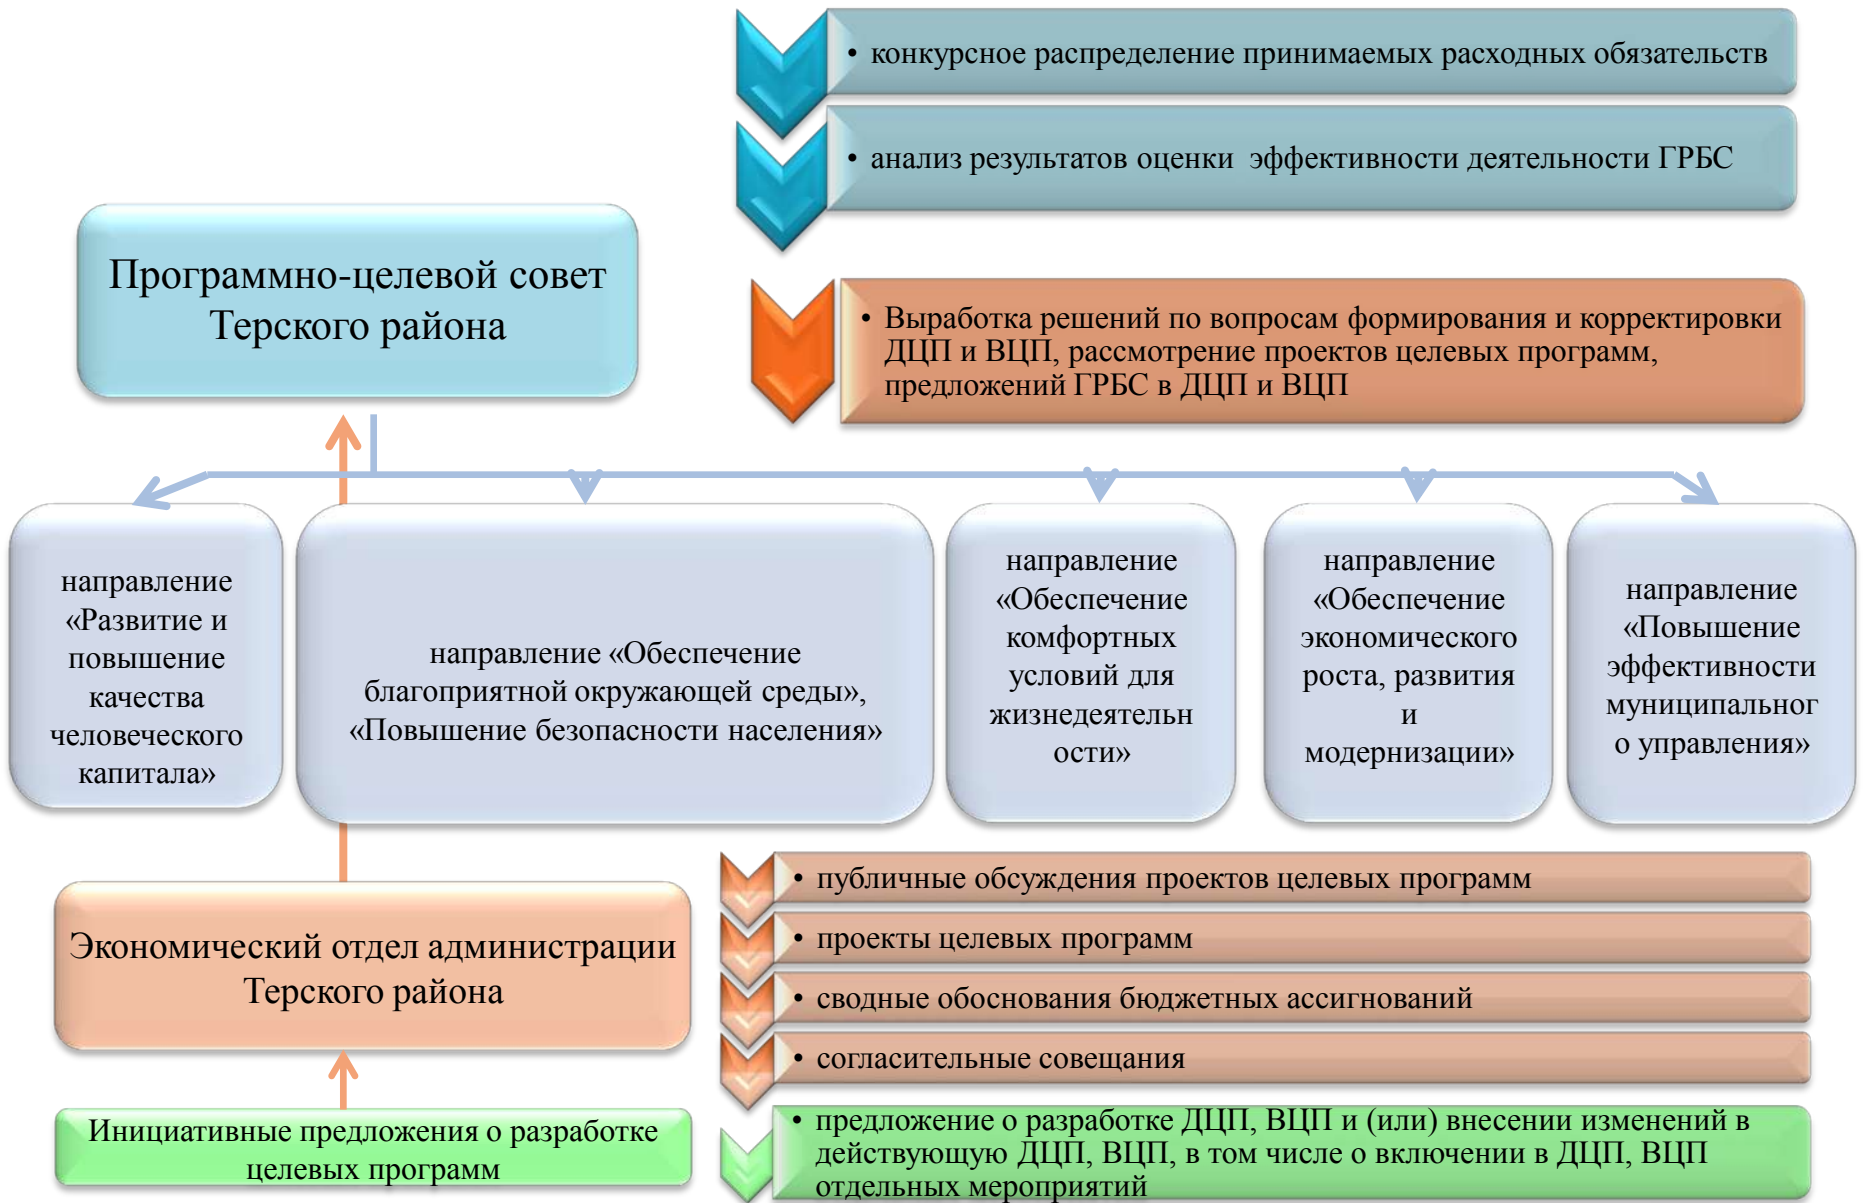 • конкурсное распределение принимаемых расходных обязательств
• анализ результатов оценки эффективности деятельности ГРБС
Программно-целевой совет
Терского района
• Выработка решений по вопросам формирования и корректировки
ДЦП и ВЦП, рассмотрение проектов целевых программ,
предложений ГРБС в ДЦП и ВЦП
направление
«Развитие и
повышение
качества
человеческого
капитала»
направление «Обеспечение
благоприятной окружающей среды»,
«Повышение безопасности населения»
направление
«Обеспечение
комфортных
условий для
жизнедеятельн
ости»
направление
«Обеспечение
экономического
роста, развития
и
модернизации»
направление
«Повышение
эффективности
муниципальног
о управления»
Экономический отдел администрации
Терского района
• публичные обсуждения проектов целевых программ
• проекты целевых программ
• сводные обоснования бюджетных ассигнований
• согласительные совещания
Инициативные предложения о разработке
целевых программ
• предложение о разработке ДЦП, ВЦП и (или) внесении изменений в
действующую ДЦП, ВЦП, в том числе о включении в ДЦП, ВЦП
отдельных мероприятий